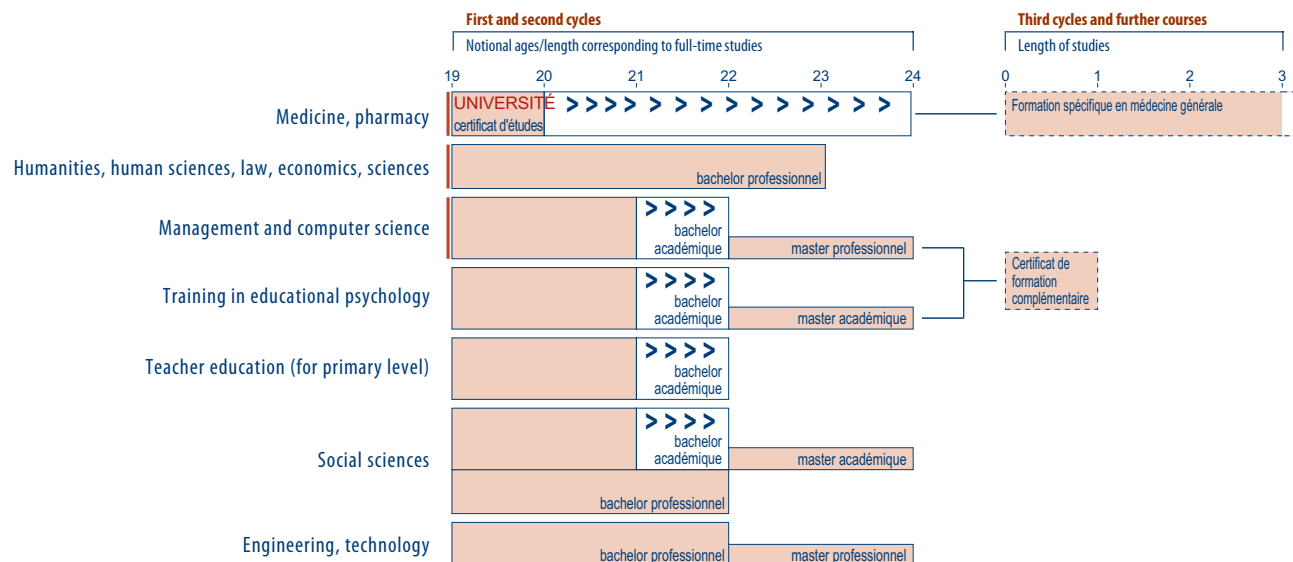 First and second cycles
Third cycles and further courses
Notional ages/length corresponding to full-time studies
Length of studies
19 20 21 22 23 24
0 1 2 3
Medicine, pharmacy
UNIVERSITÉ
certificat d'études
> > > > > > > > > > > > > >
Formation spécifique en médecine générale
Humanities, human sciences, law, economics, sciences
bachelor professionnel
Management and computer science
> > > >
bachelor
académique
master professionnel
Certificat de
formation
complémentaire
Training in educational psychology
> > > >
bachelor
académique
master académique
Teacher education (for primary level)
> > > >
bachelor
académique
Social sciences
> > > >
bachelor
académique
master académique
bachelor professionnel
Engineering, technology
bachelor professionnel
master professionnel